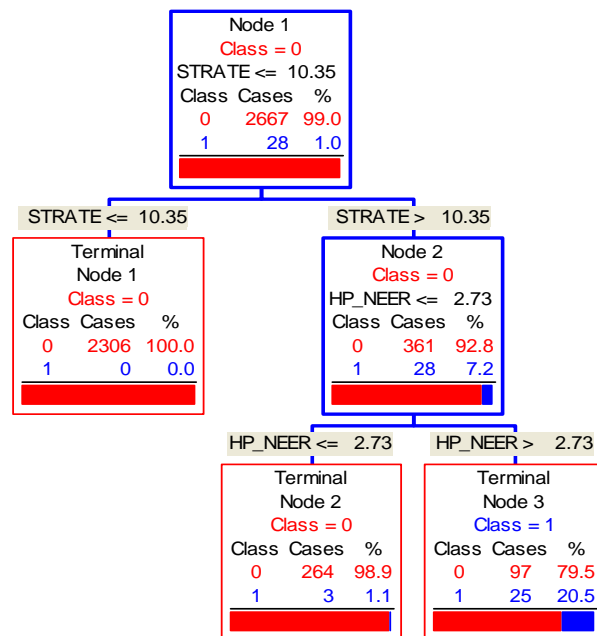 Node 1
Class = 0
STRATE <= 10.35
Class Cases %
0 2667 99.0
1 28 1.0
STRATE <= 10.35
STRATE > 10.35
Terminal
Node 1
Class = 0
Class Cases %
0 2306 100.0
1 0 0.0
Node 2
Class = 0
HP_NEER <= 2.73
Class Cases %
0 361 92.8
1 28 7.2
HP_NEER <= 2.73
HP_NEER > 2.73
Terminal
Node 2
Class = 0
Class Cases %
0 264 98.9
1 3 1.1
Terminal
Node 3
Class = 1
Class Cases %
0 97 79.5
1 25 20.5